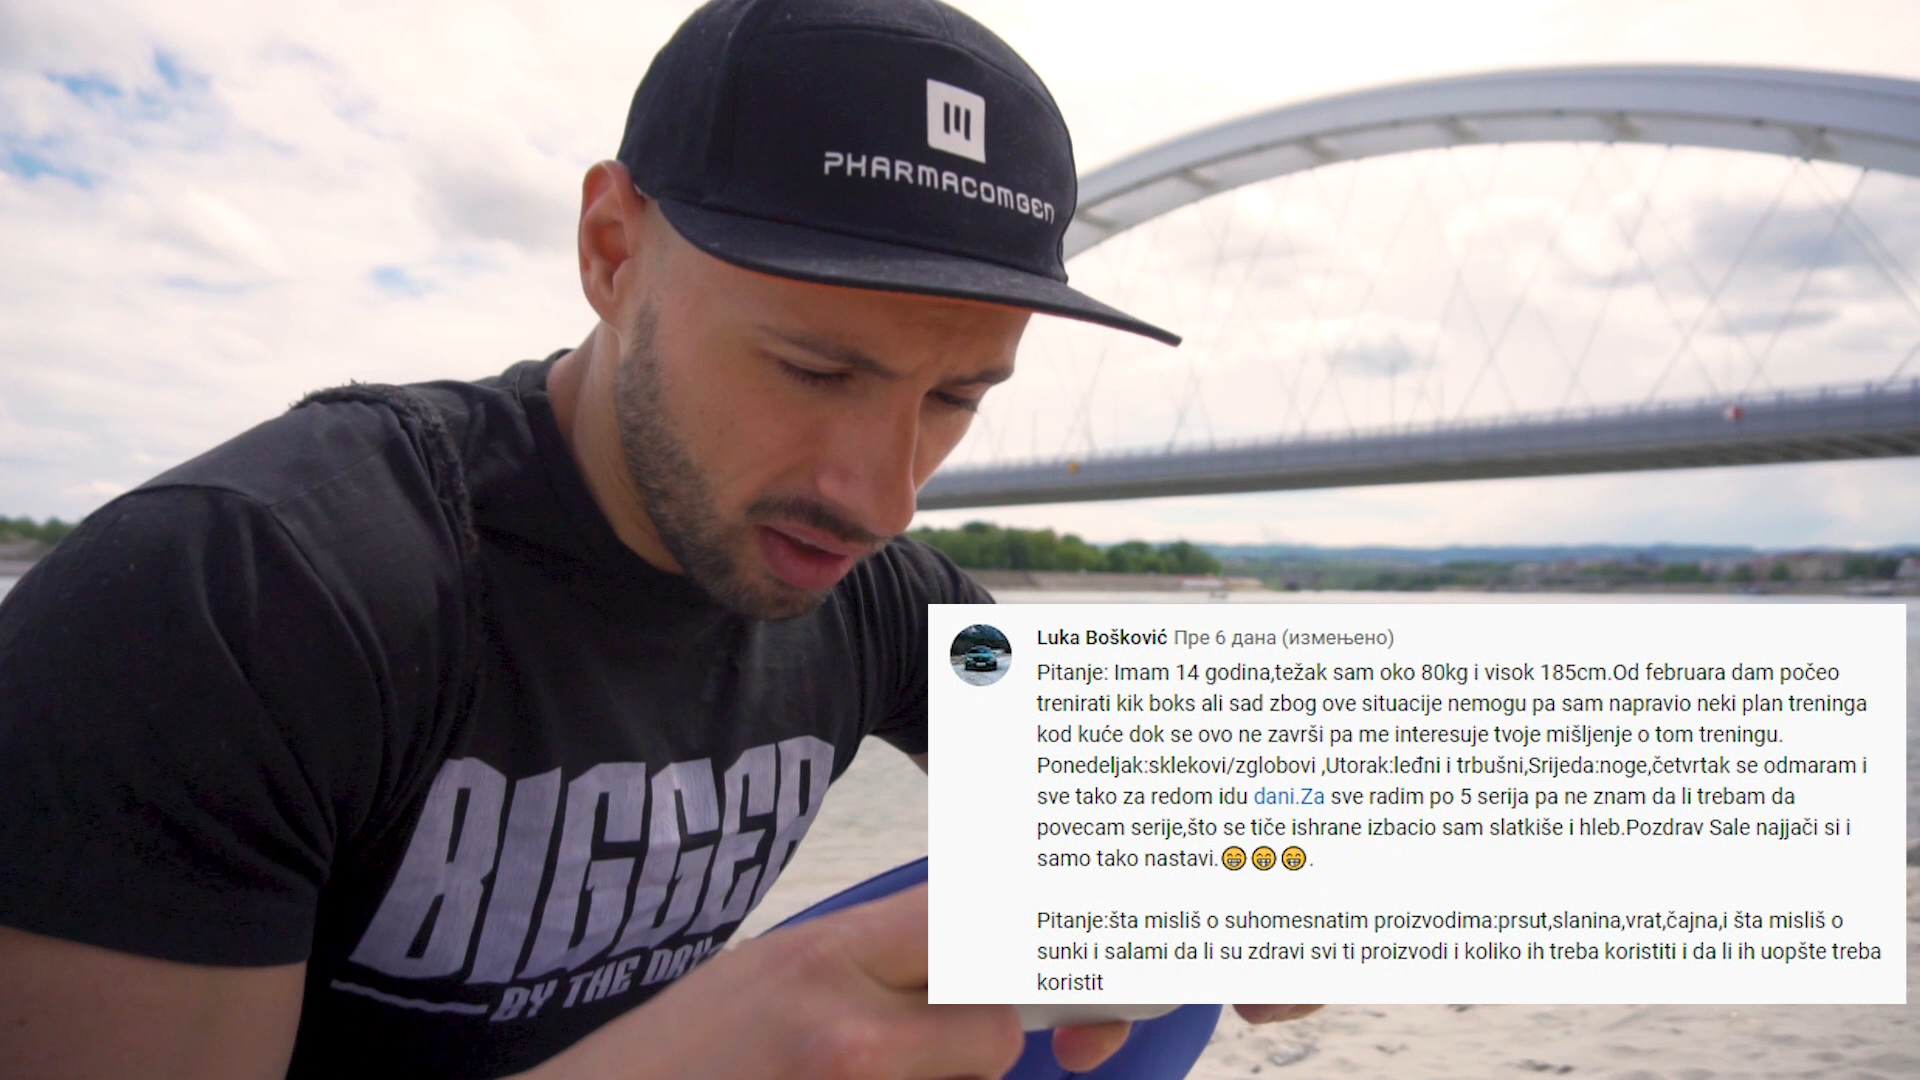 PHARMACOMGEN
BIGGER
BY THE DAY
Luka Bošković Пре 6 дана (измењено)
Pitanje: Imam 14 godina,težak sam oko 80kg i visok 185cm.Od februara dam počeo
trenirati kik boks ali sad zbog ove situacije nemogu pa sam napravio neki plan treninga
kod kuće dok se ovo ne završi pa me interesuje tvoje mišljenje o tom treningu.
Ponedeljak:sklekovi/zglobovi ,Utorak:leđni i trbušni,Srijeda:noge,četvrtak se odmaram i
sve tako za redom idu dani.Za sve radim po 5 serija pa ne znam da li trebam da
povecam serije,što se tiče ishrane izbacio sam slatkiše i hleb.Pozdrav Sale najjači si i
samo tako nastavi.😁😁😁.
Pitanje:šta misliš o suhomesnatim proizvodima:prsut,slanina,vrat,čajna,i šta misliš o
sunki i salami da li su zdravi svi ti proizvodi i koliko ih treba koristiti i da li ih uopšte treba
koristit